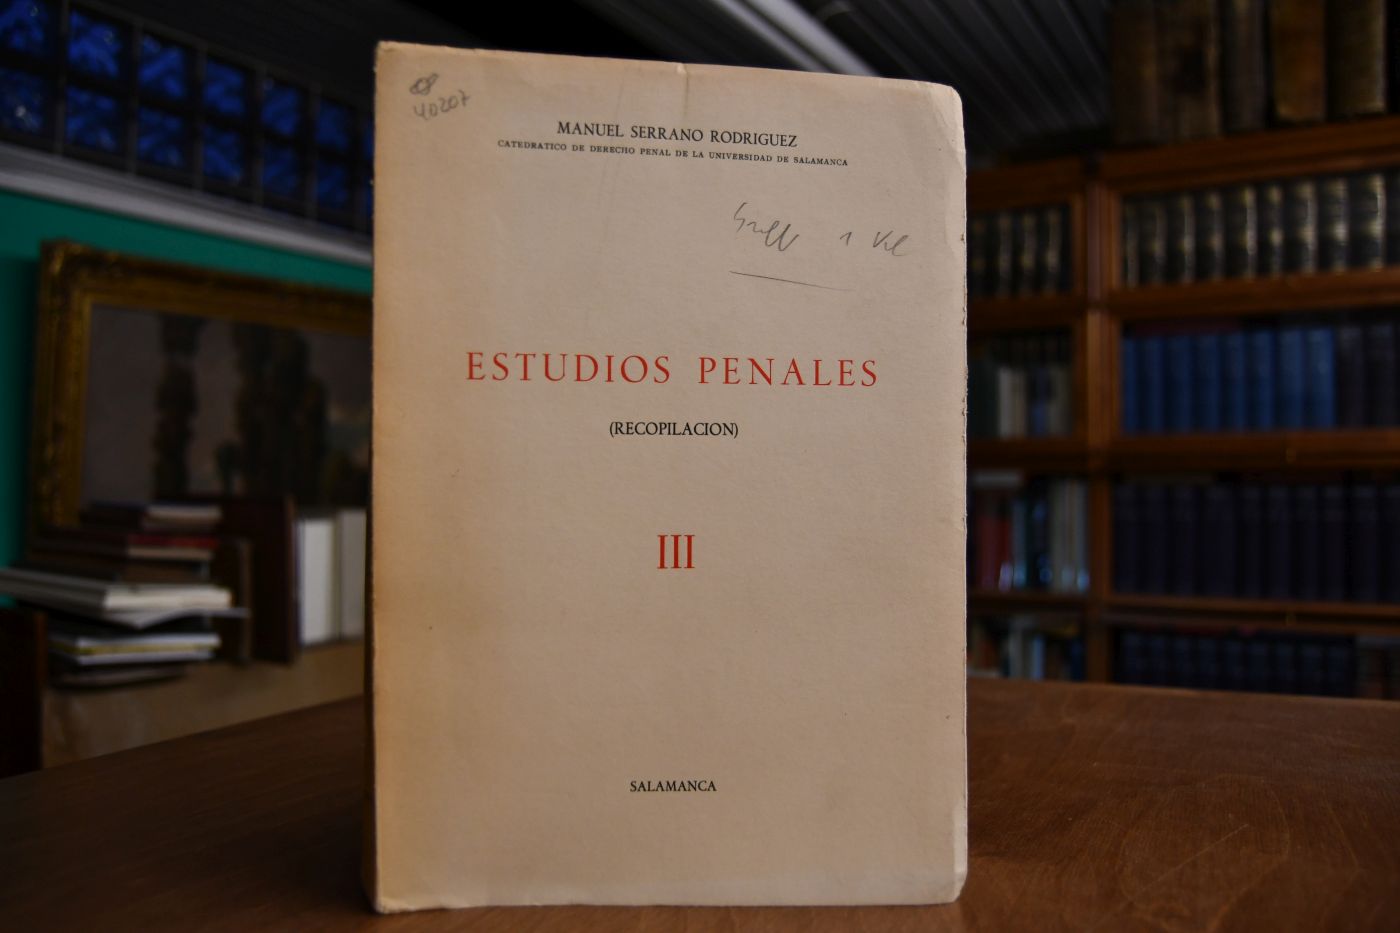 40207
MANUEL SERRANO RODRIGUEZ
CATEDRATICO DE DERECHO PENAL DE LA UNIVERSIDAD DE SALAMANCA
ESTUDIOS PENALES
(RECOPILACION)
III
SALAMANCA